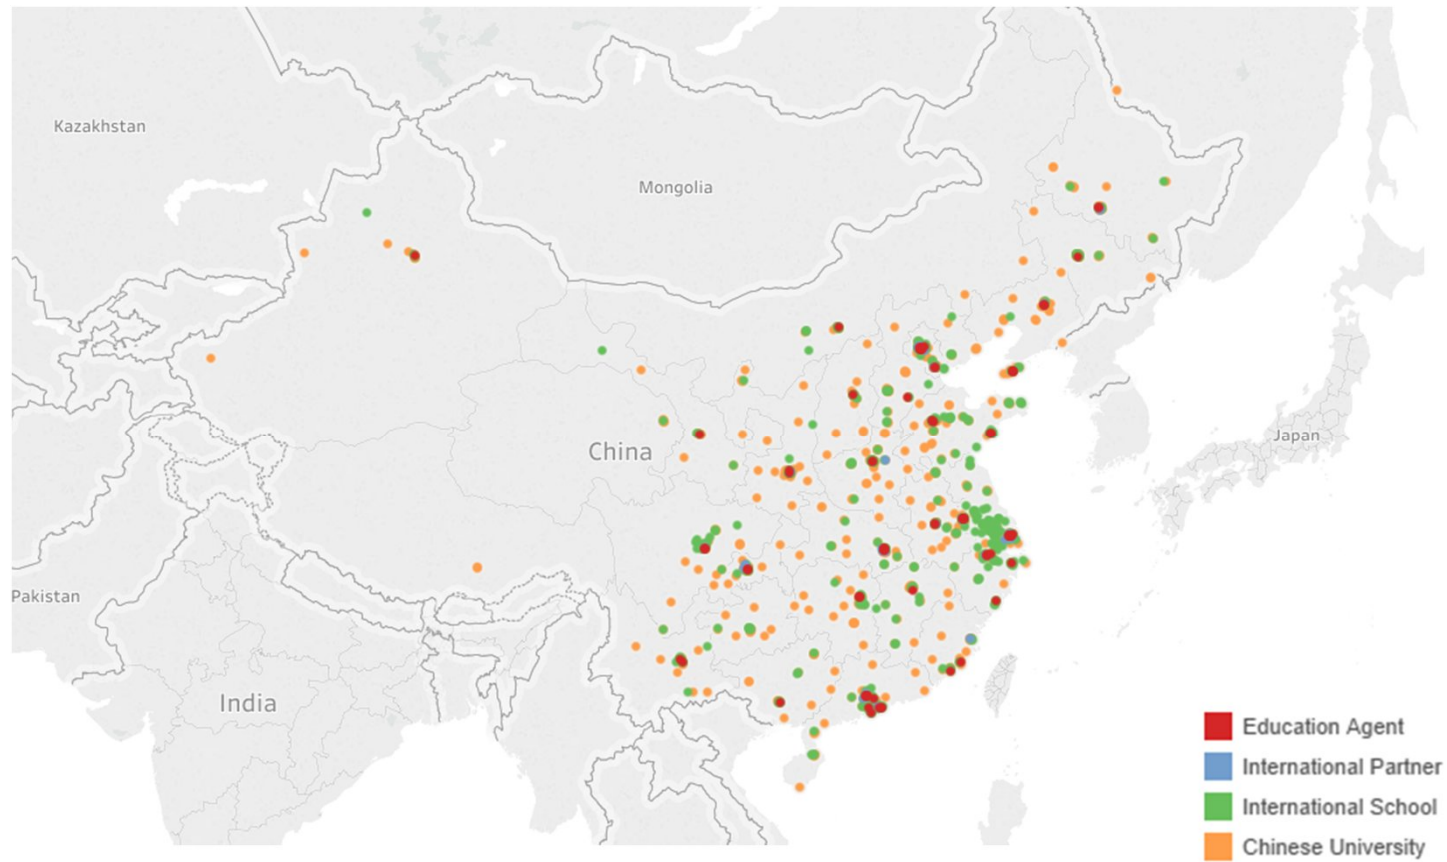 Kazakhstan
Mongolia
China
Japan
Pakistan
India
Education Agent
International Partner
International School
Chinese University